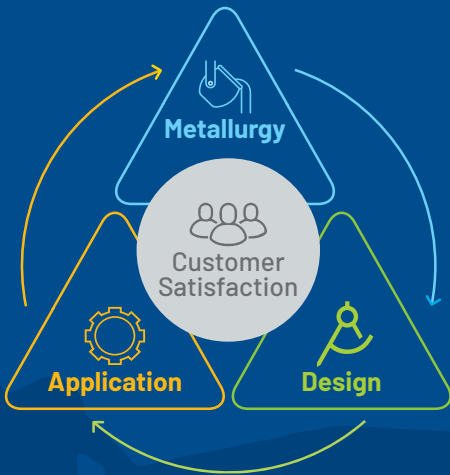 Metallurgy
Customer
Satisfaction
Application
Design